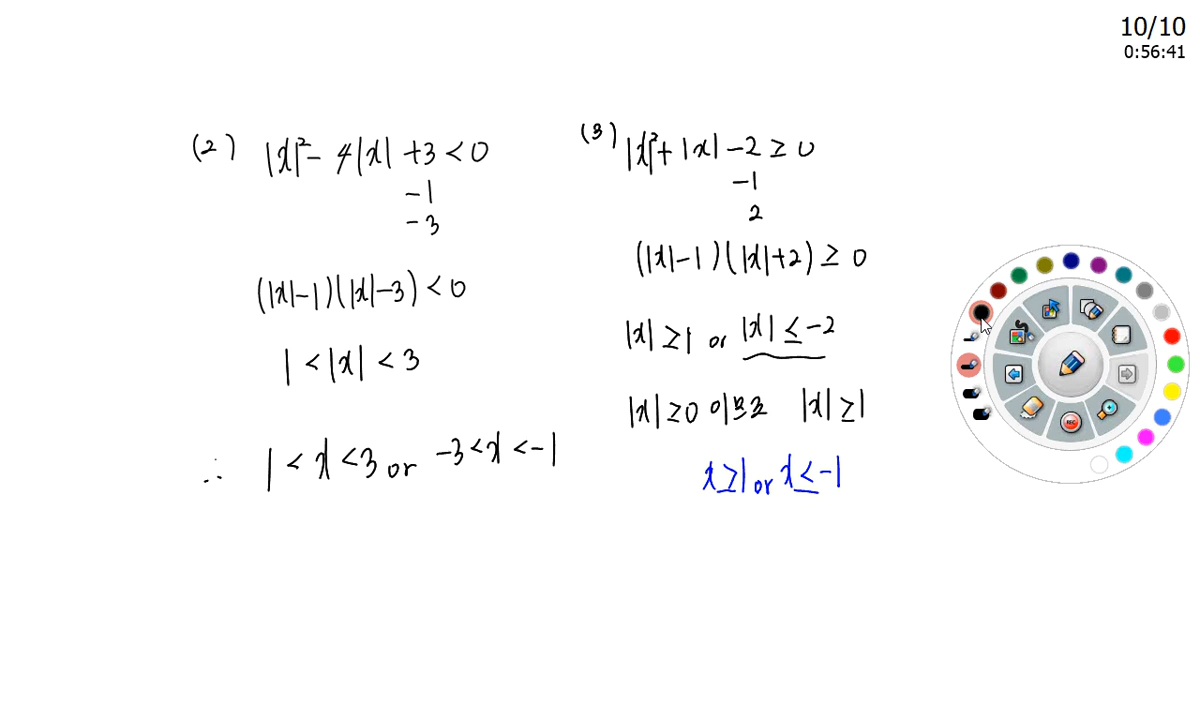 10/10
0:56:41
(2) |x|² - 4|x| + 3 < 0
-1
-3
(|x|-1)(|x|-3) < 0
1 < |x| < 3
∴ 1 < x < 3 or -3 < x < -1
(3) |x|² + |x| - 2 ≥ 0
-1
2
(|x|-1)(|x|+2) ≥ 0
|x| ≥ 1 or |x| ≤ -2
|x| ≥ 0 이므로 |x| ≥ 1
x ≥ 1 or x ≤ -1
REC